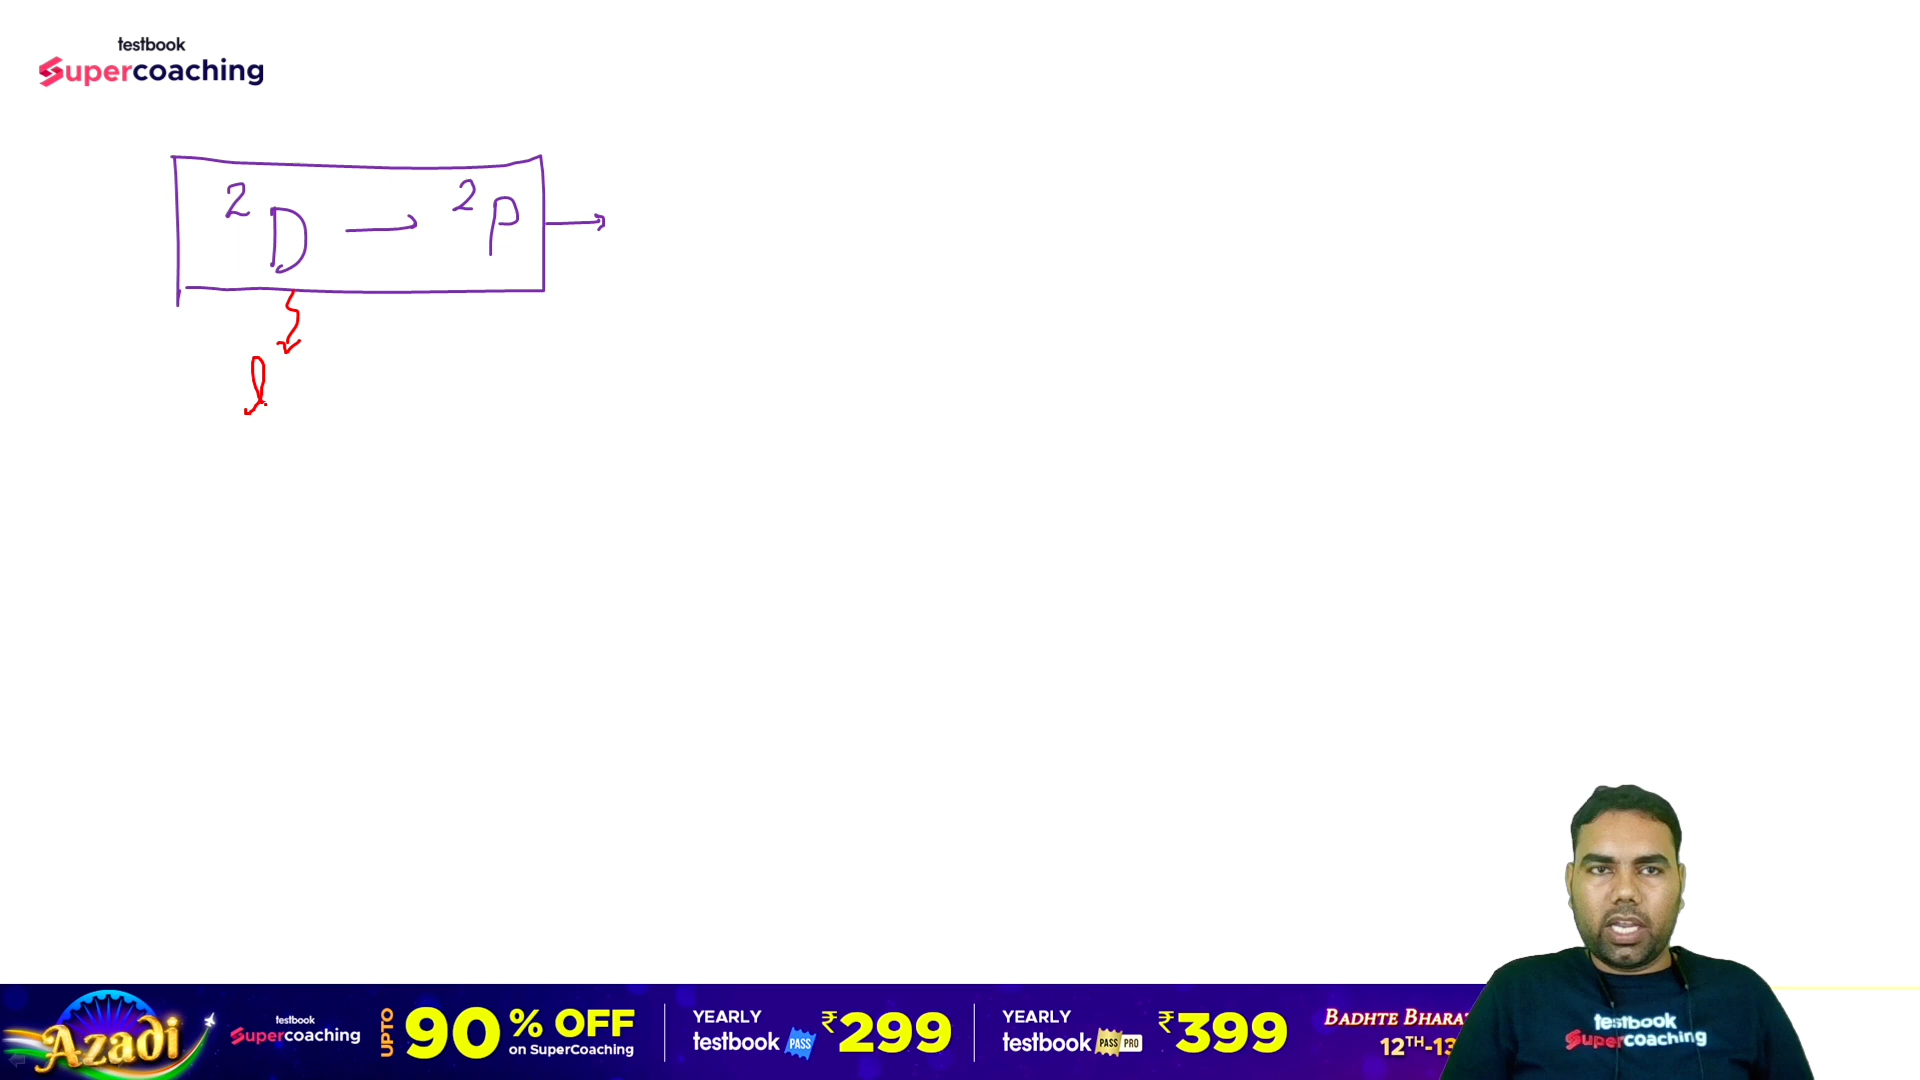 testbook
Supercoaching
²D → ²P →
l
Azadi
testbook
Supercoaching
UPTO
90% OFF
on SuperCoaching
YEARLY
testbook PASS
₹299
YEARLY
testbook PASS PRO
₹399
BADHTE BHARAT
12TH-13
testbook
Supercoaching